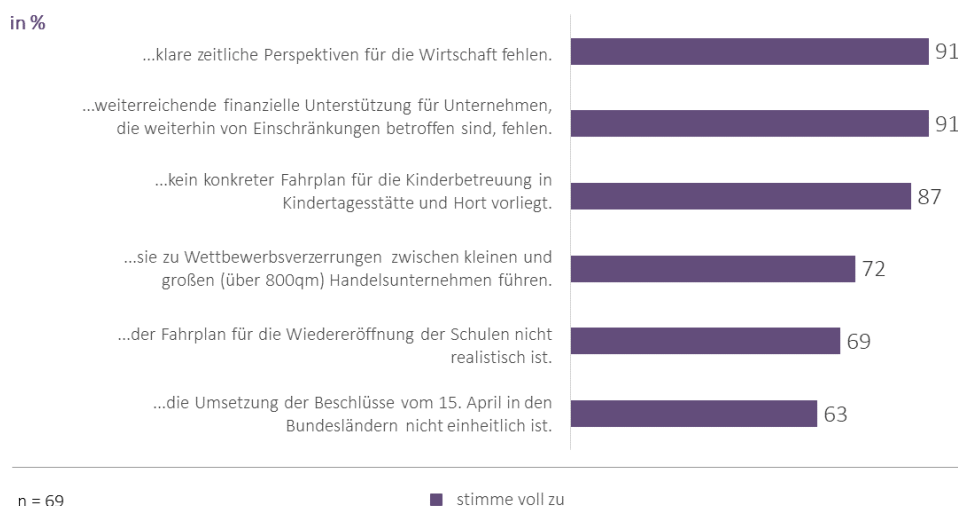 in %
...klare zeitliche Perspektiven für die Wirtschaft fehlen.
91
...weiterreichende finanzielle Unterstützung für Unternehmen,
die weiterhin von Einschränkungen betroffen sind, fehlen.
91
...kein konkreter Fahrplan für die Kinderbetreuung in
Kindertagesstätte und Hort vorliegt.
87
...sie zu Wettbewerbsverzerrungen zwischen kleinen und
großen (über 800qm) Handelsunternehmen führen.
72
...der Fahrplan für die Wiedereröffnung der Schulen nicht
realistisch ist.
69
...die Umsetzung der Beschlüsse vom 15. April in den
Bundesländern nicht einheitlich ist.
63
n = 69
stimme voll zu